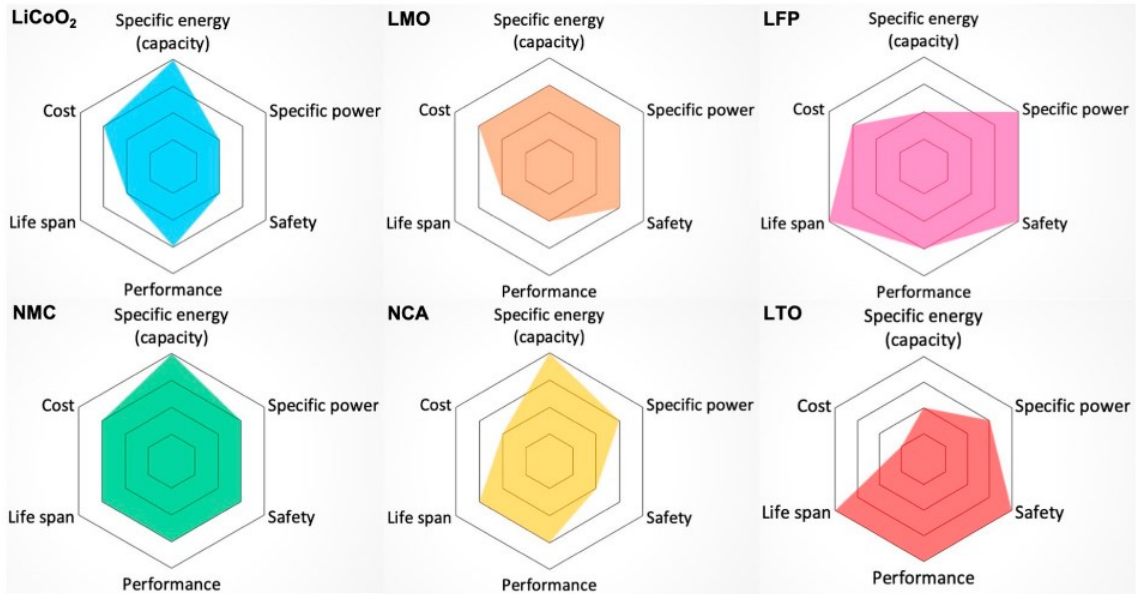 LiCoO₂
Specific energy
(capacity)
Cost
Specific power
Life span
Safety
Performance
LMO
Specific energy
(capacity)
Cost
Specific power
Life span
Safety
Performance
LFP
Specific energy
(capacity)
Cost
Specific power
Life span
Safety
Performance
NMC
Specific energy
(capacity)
Cost
Specific power
Life span
Safety
Performance
NCA
Specific energy
(capacity)
Cost
Specific power
Life span
Safety
Performance
LTO
Specific energy
(capacity)
Cost
Specific power
Life span
Safety
Performance